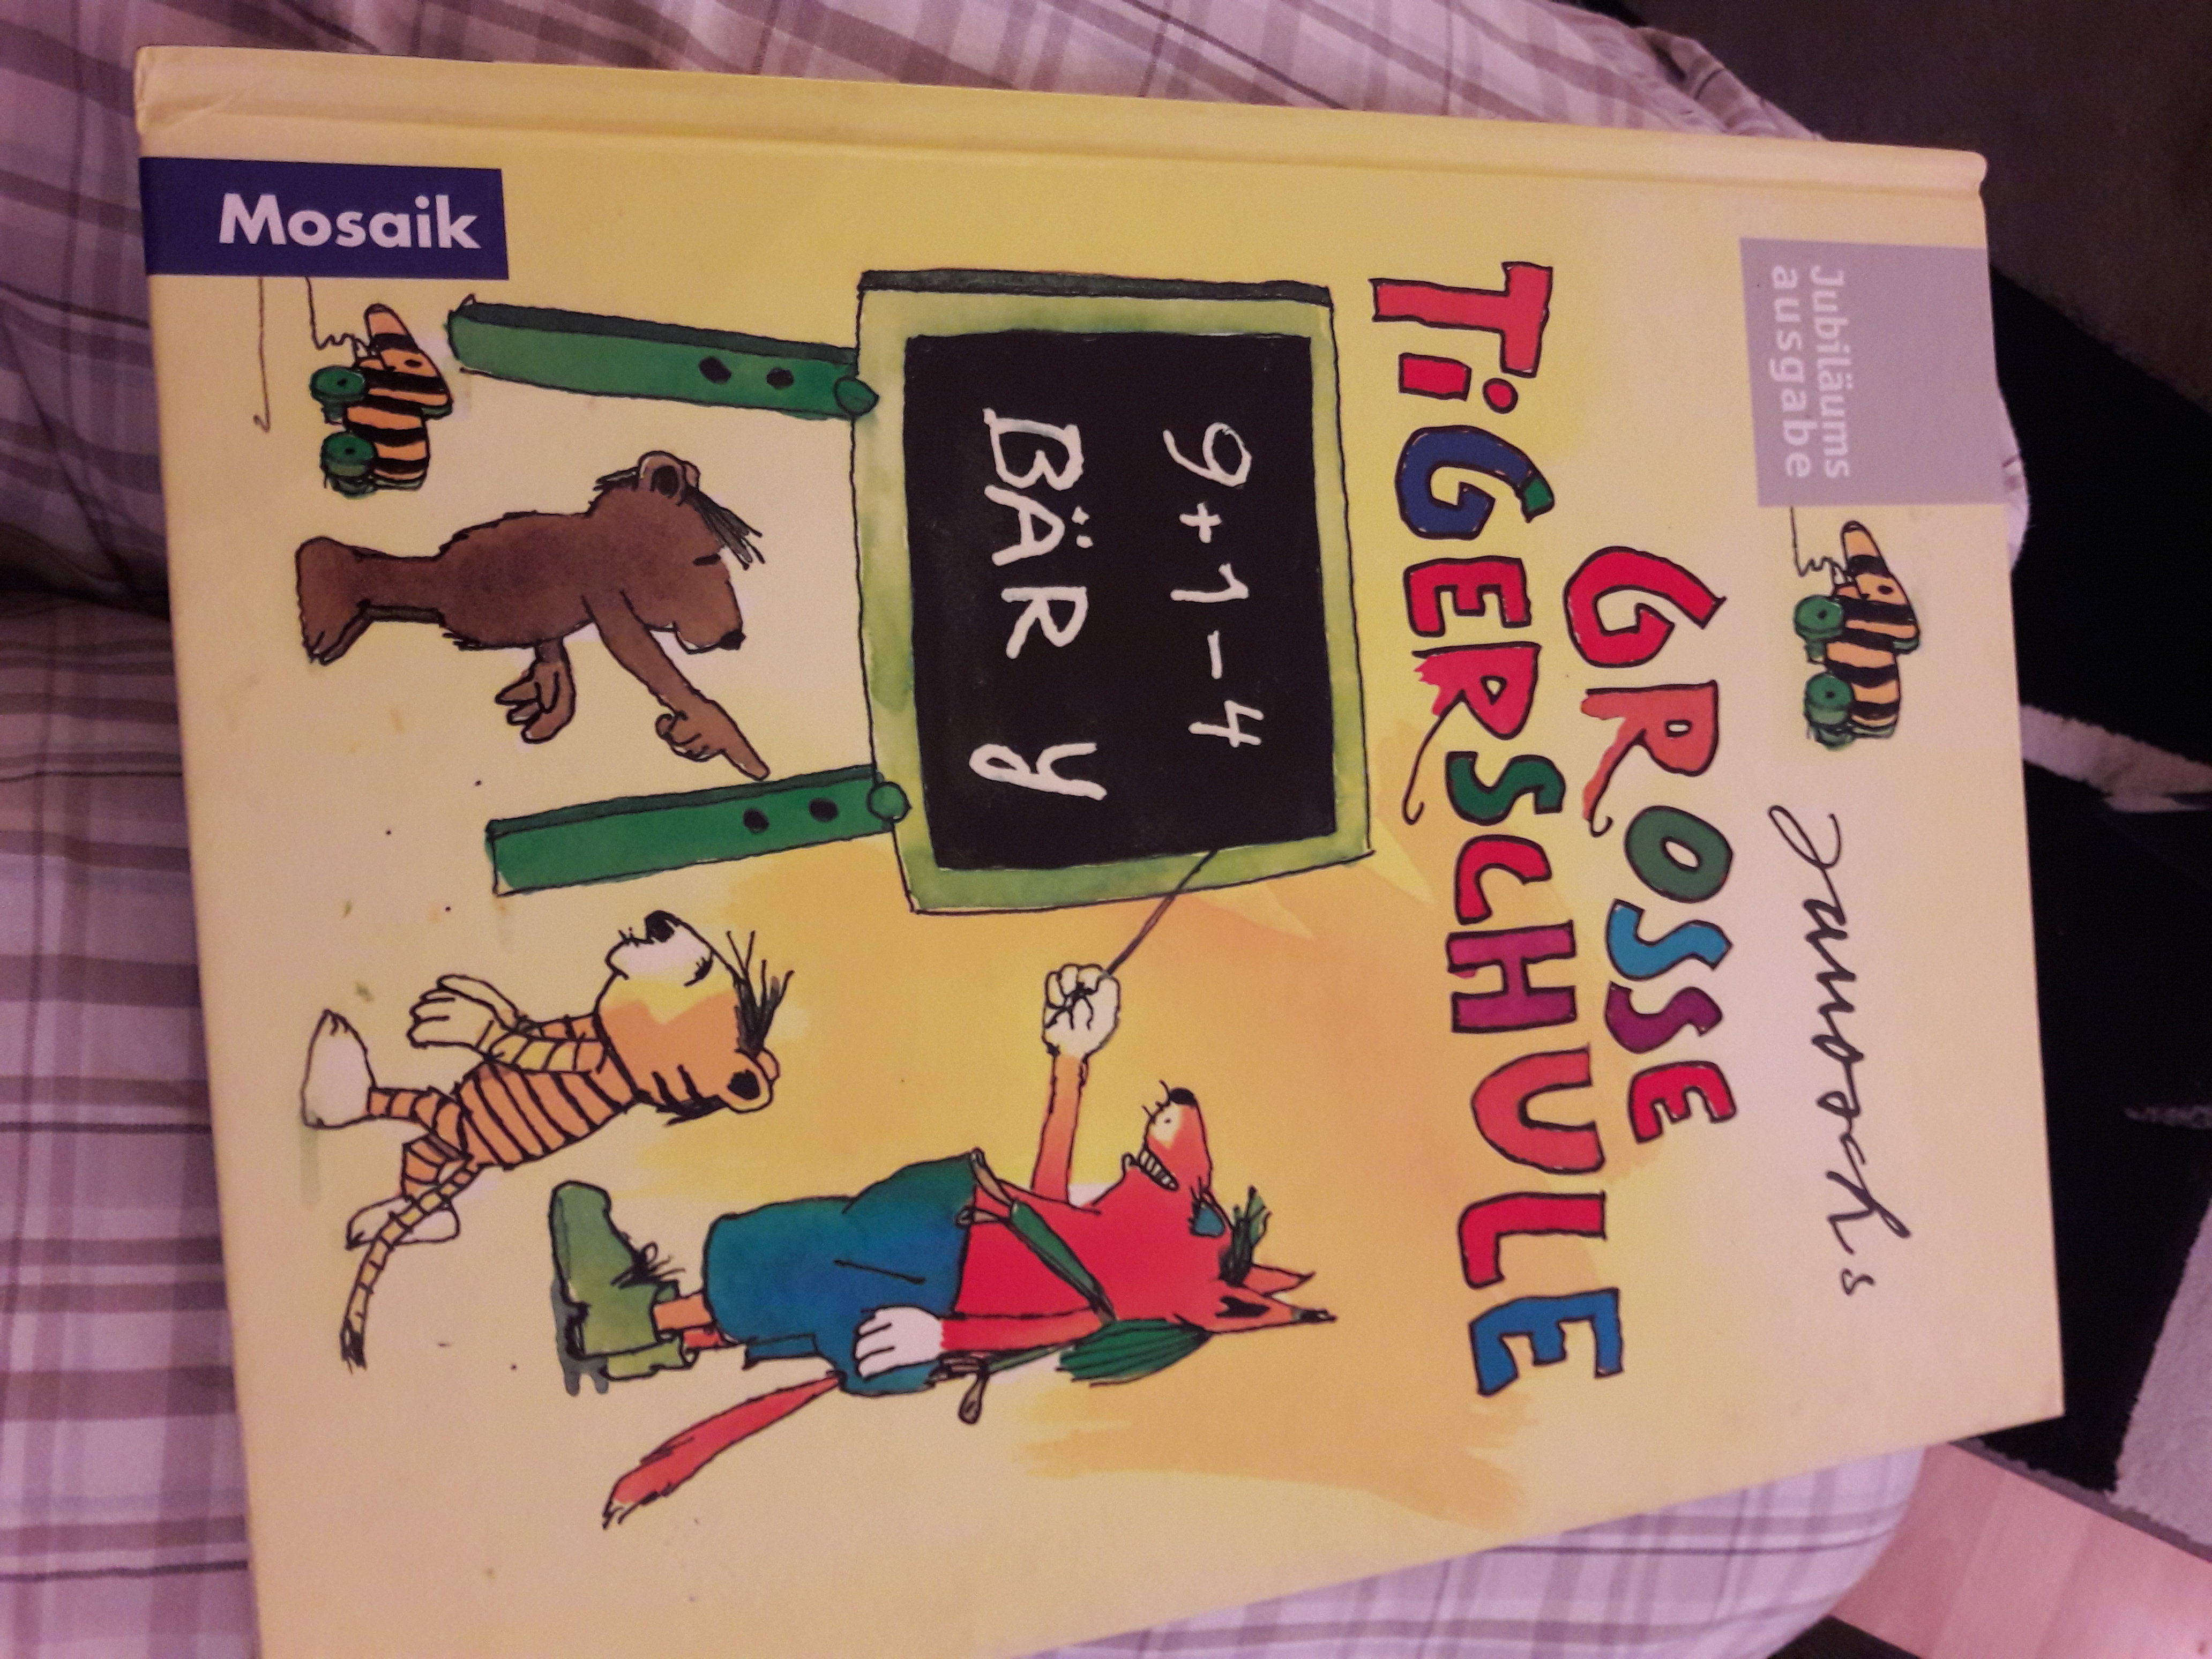 Jubiläums
ausgabe
Janosch s
GROSSE
TiGERSCHULE
9+1-4
BÄR y
Mosaik